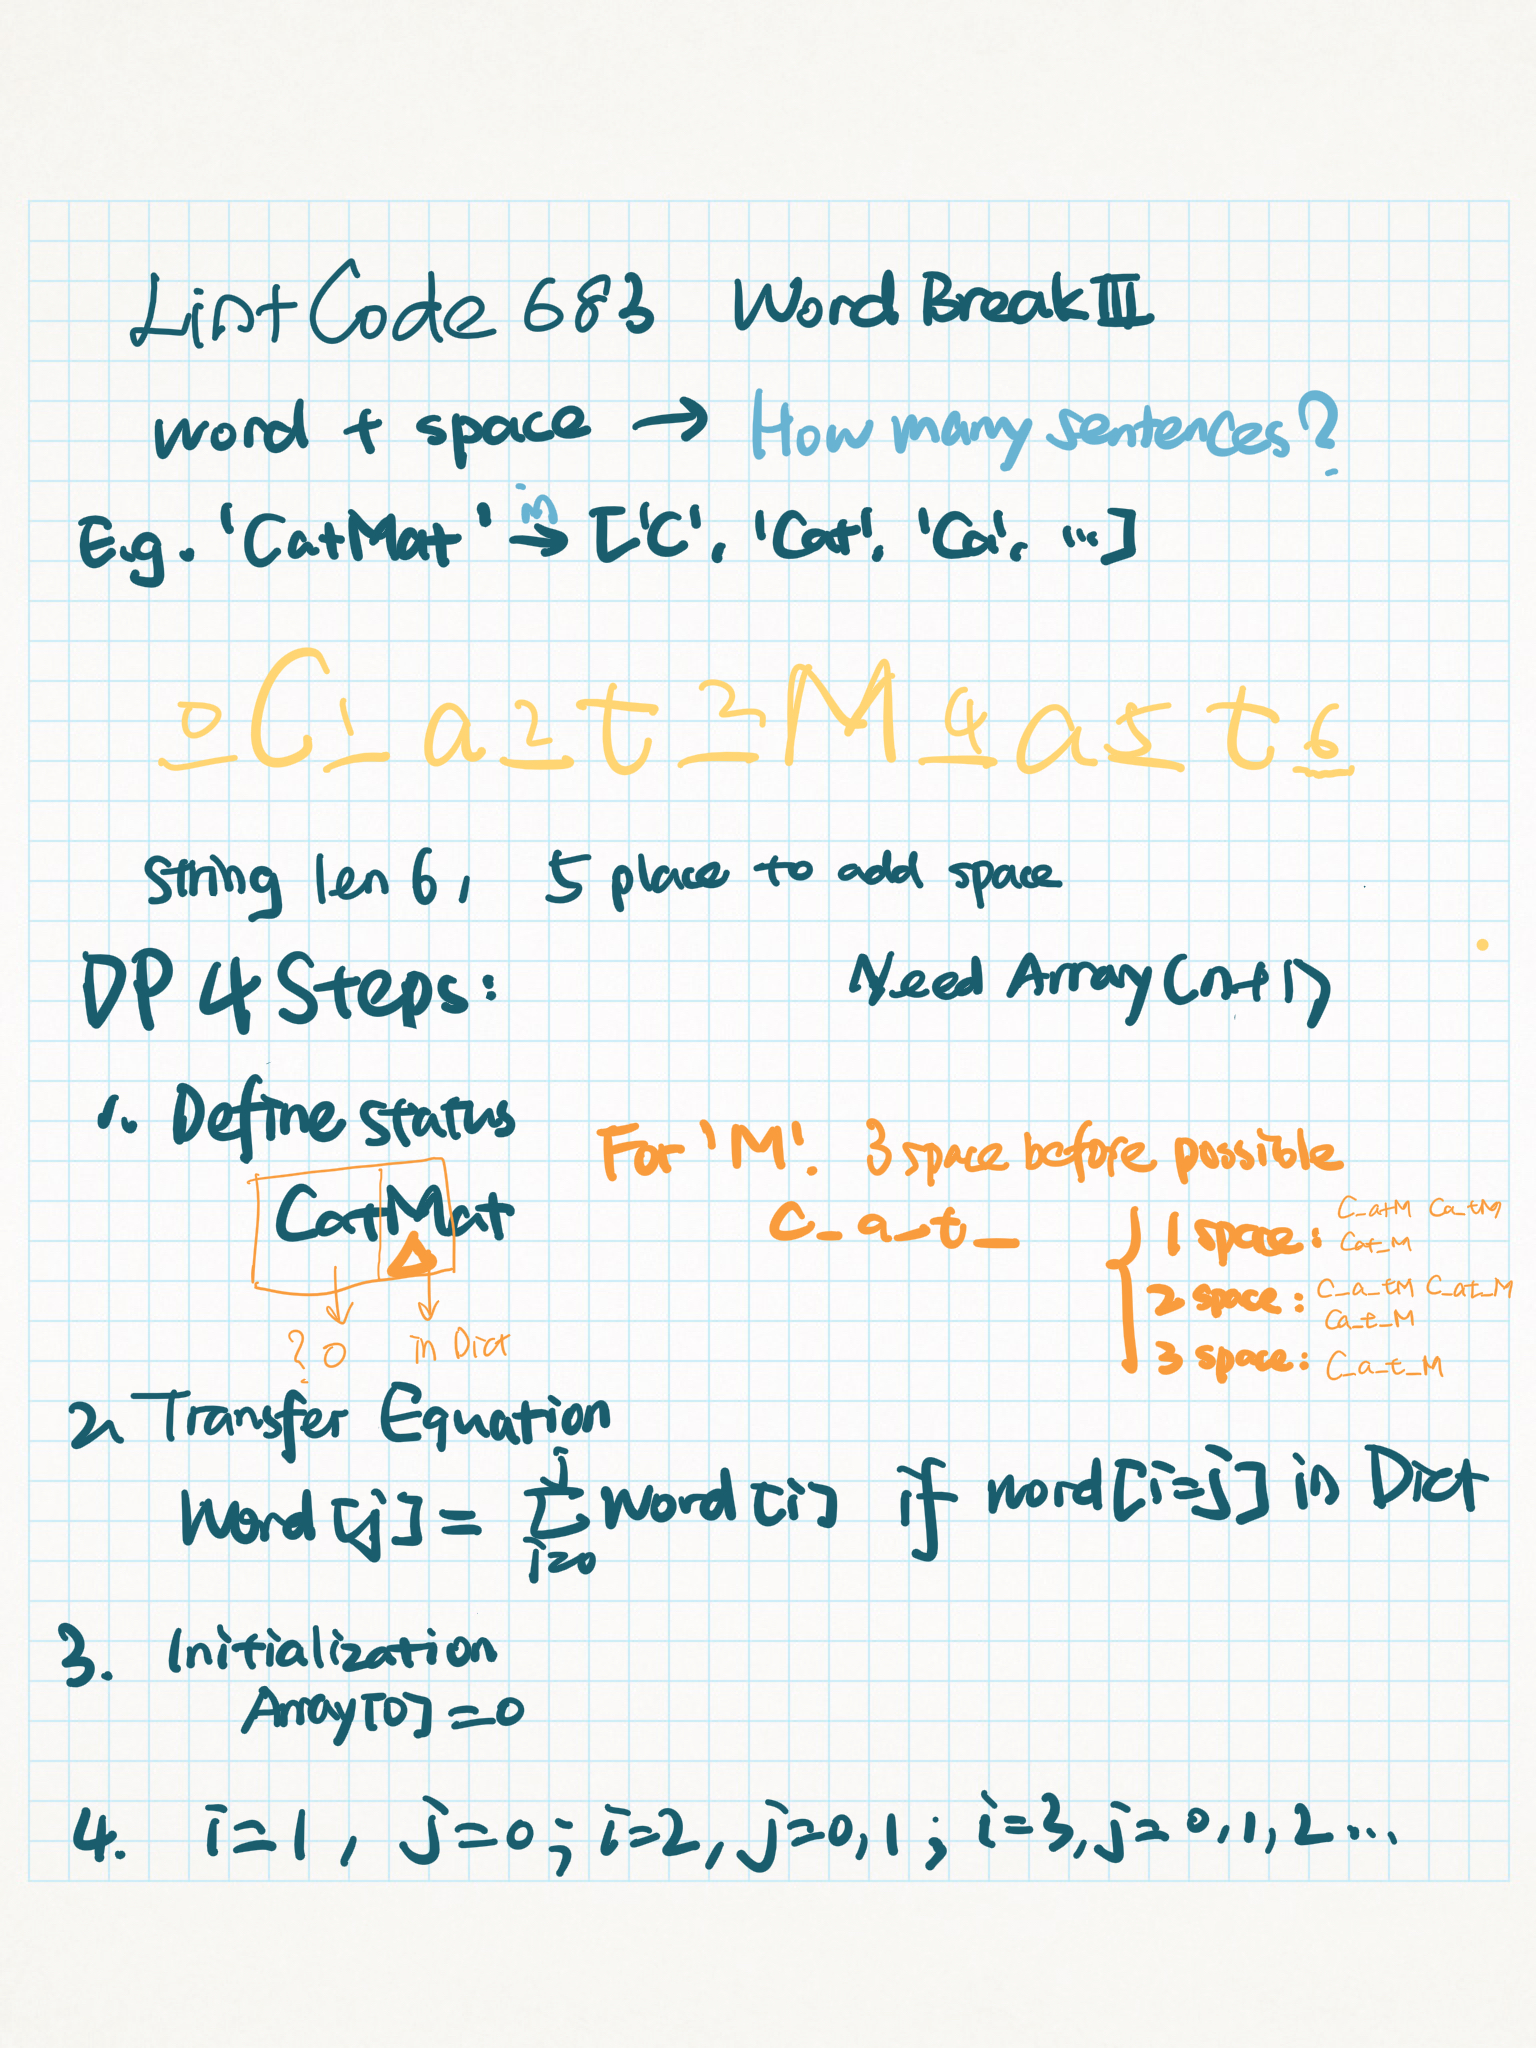 LintCode 683 Word Break III
word + space → How many sentences?
E.g. 'CatMat' in → ['C', 'Cat', 'Ca', ...]
0 C 1 a 2 t 2 M 4 a 5 t 6
String len 6, 5 place to add space
DP 4 Steps: Need Array (n+1)
1. Define status
For 'M'. 3 space before possible
CatMat
C_a_t_
1 space: C_atM Ca_tM
Cat_M
2 space: C_a_tM C_at_M
Ca_t_M
3 space: C_a_t_M
? 0 in Dict
2. Transfer Equation
Word[j] = Σ j i=0 Word[i] if word[i=j] in Dict
3. Initialization
Array[0]=0
4. i=1, j=0; i=2, j=0,1; i=3, j=0,1,2...